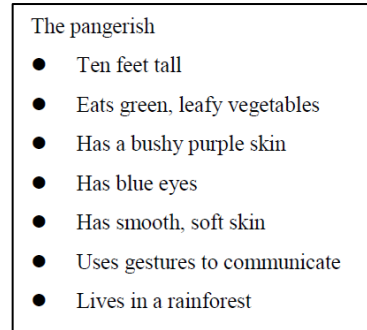 The pangerish
● Ten feet tall
● Eats green, leafy vegetables
● Has a bushy purple skin
● Has blue eyes
● Has smooth, soft skin
● Uses gestures to communicate
● Lives in a rainforest